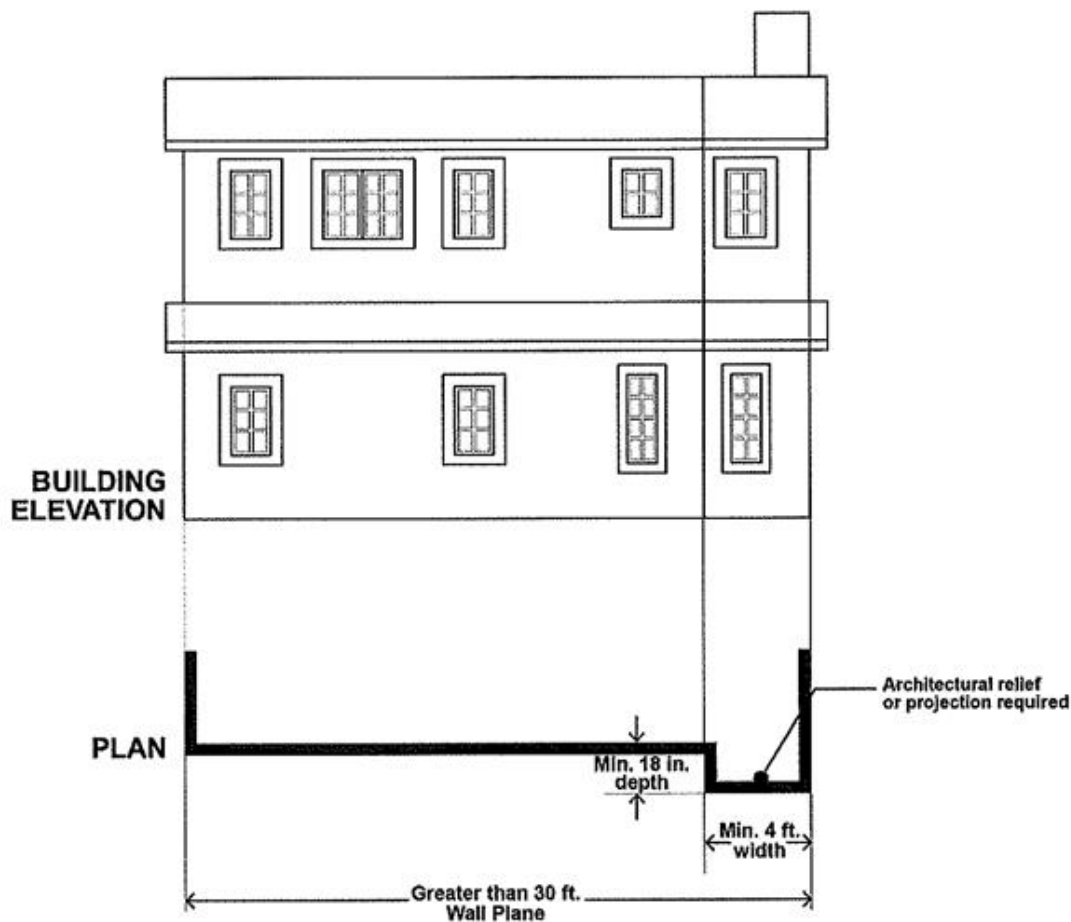 BUILDING
ELEVATION
Architectural relief
or projection required
PLAN
Min. 18 in.
depth
Min. 4 ft.
width
Greater than 30 ft.
Wall Plane